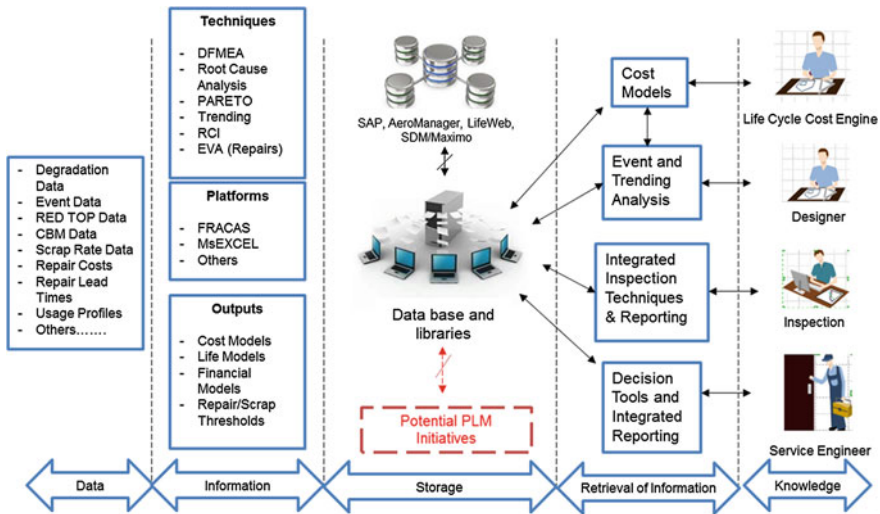 Degradation
Data
Event Data
RED TOP Data
CBM Data
Scrap Rate Data
Repair Costs
Repair Lead
Times
Usage Profiles
Others…….
Techniques
DFMEA
Root Cause
Analysis
PARETO
Trending
RCI
EVA (Repairs)
Platforms
FRACAS
MsEXCEL
Others
Outputs
Cost Models
Life Models
Financial
Models
Repair/Scrap
Thresholds
SAP, AeroManager, LifeWeb,
SDM/Maximo
Data base and
libraries
Potential PLM
Initiatives
Cost
Models
Event and
Trending
Analysis
Integrated
Inspection
Techniques
& Reporting
Decision
Tools and
Integrated
Reporting
Life Cycle Cost Engine
Designer
Inspection
Service Engineer
Data
Information
Storage
Retrieval of Information
Knowledge